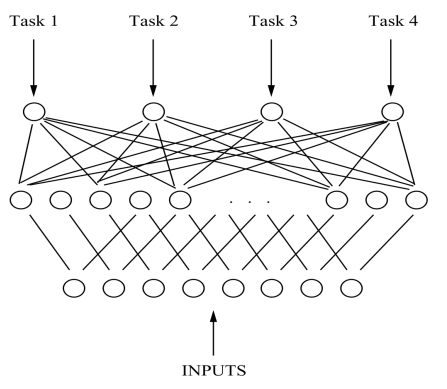 Task 1 Task 2 Task 3 Task 4
. . .
INPUTS